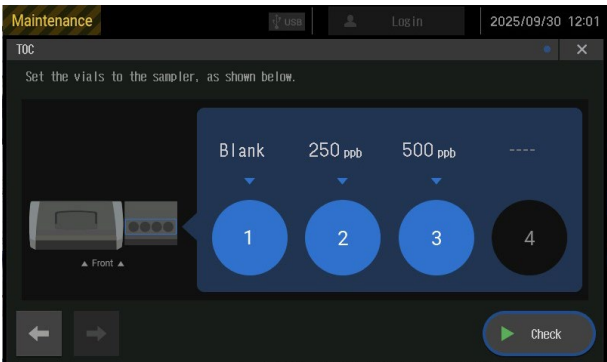 Maintenance
USB
Login
2025/09/30 12:01
TOC
Set the vials to the sampler, as shown below.
Blank
250 ppb
500 ppb
----
1
2
3
4
▲ Front ▲
Check